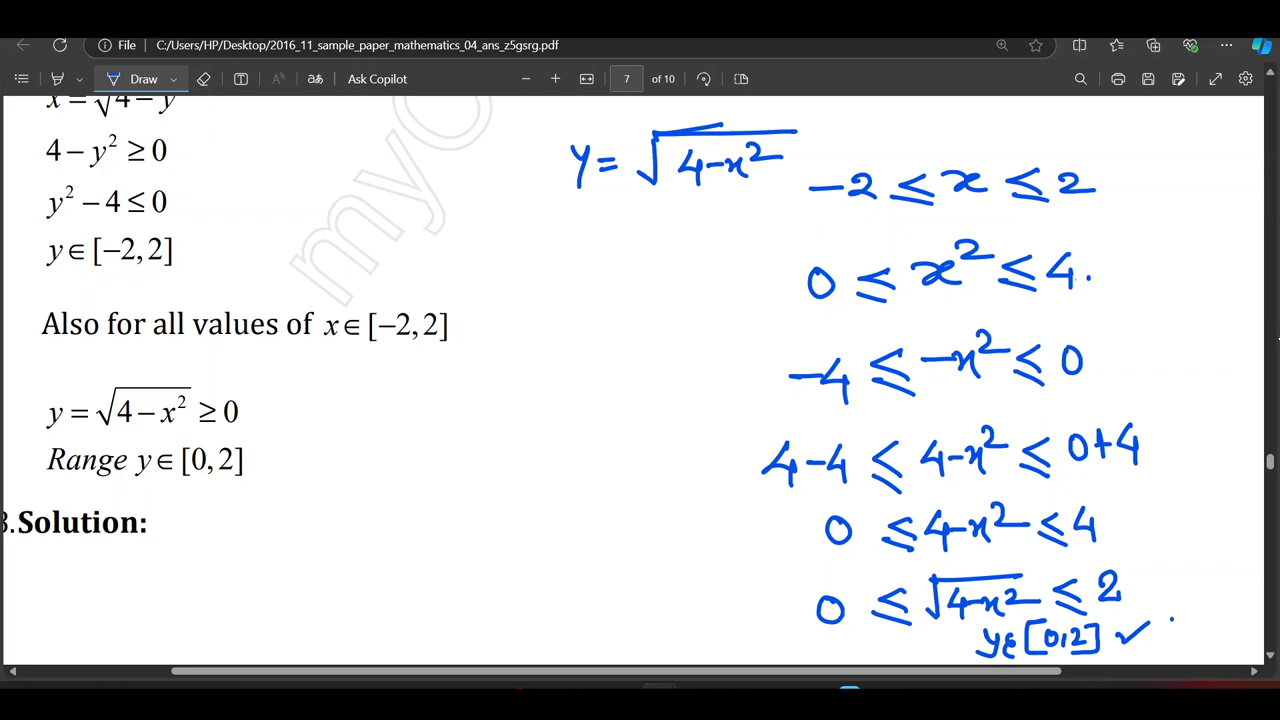 File C:/Users/HP/Desktop/2016_11_sample_paper_mathematics_04_ans_z5gsrg.pdf
Draw Ask Copilot 7 of 10
x = √4 − y
4 − y² ≥ 0
y² − 4 ≤ 0
y ∈ [−2, 2]
Also for all values of x ∈ [−2, 2]
y = √(4 − x²) ≥ 0
Range y ∈ [0, 2]
3.Solution:
my
y = √(4−x²)
−2 ≤ x ≤ 2
0 ≤ x² ≤ 4.
−4 ≤ −x² ≤ 0
4−4 ≤ 4−x² ≤ 0+4
0 ≤ 4−x² ≤ 4
0 ≤ √(4−x²) ≤ 2
y∈ [0,2] ✓